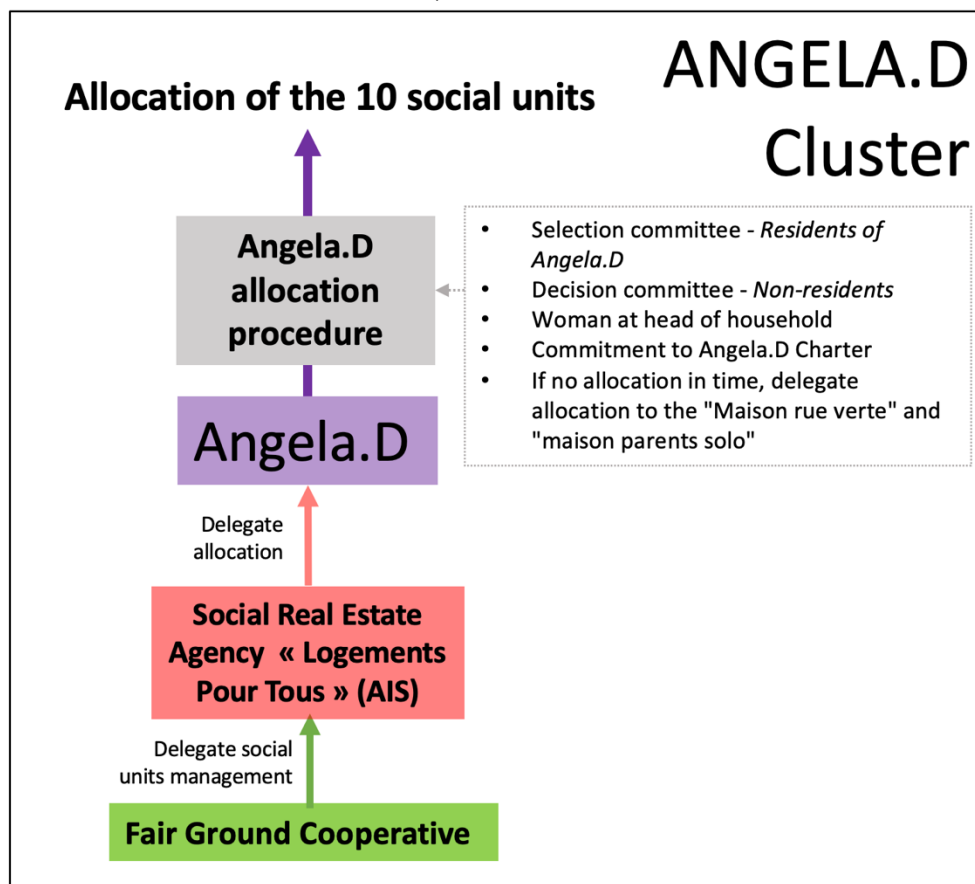 ANGELA.D
Cluster
Allocation of the 10 social units
Angela.D
allocation
procedure
• Selection committee - Residents of
Angela.D
• Decision committee - Non-residents
• Woman at head of household
• Commitment to Angela.D Charter
• If no allocation in time, delegate
allocation to the "Maison rue verte" and
"maison parents solo"
Angela.D
Delegate
allocation
Social Real Estate
Agency « Logements
Pour Tous » (AIS)
Delegate social
units management
Fair Ground Cooperative